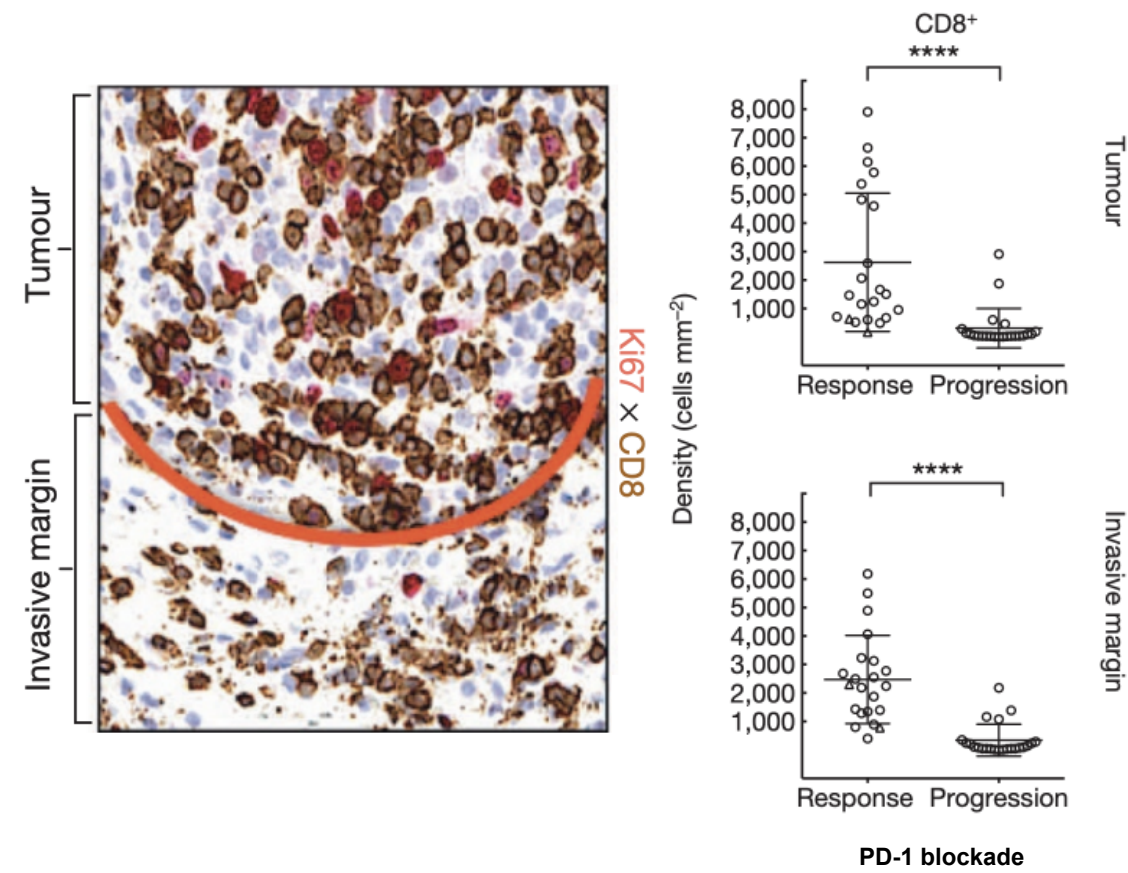 Tumour
Invasive margin
Ki67 × CD8
Density (cells mm⁻²)
CD8⁺
****
8,000
7,000
6,000
5,000
4,000
3,000
2,000
1,000
Response Progression
Tumour
****
8,000
7,000
6,000
5,000
4,000
3,000
2,000
1,000
Response Progression
Invasive margin
PD-1 blockade